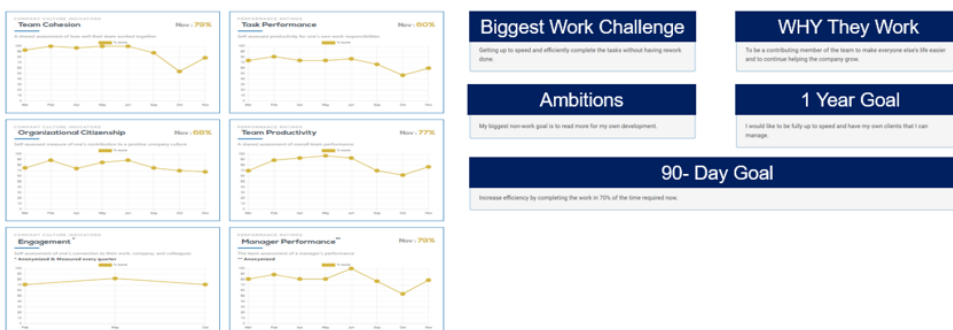 COMPANY CULTURE INDICATORS
Team Cohesion
Nov : 79%
A shared assessment of how well their team worked together
PERFORMANCE RATINGS
Task Performance
Nov : 60%
Self assessed productivity for one's own work responsibilities
COMPANY CULTURE INDICATORS
Organizational Citizenship
Nov : 68%
Self-assessed measure of one's contribution to a positive company culture
PERFORMANCE RATINGS
Team Productivity
Nov : 77%
A shared assessment of overall team performance
COMPANY CULTURE INDICATORS
Engagement*
Self assessment of one's connection to their work, company, and colleagues
* Anonymized & Measured every quarter
PERFORMANCE RATINGS
Manager Performance**
Nov : 79%
The team assessment of a manager's performance
** Anonymized
Biggest Work Challenge
Getting up to speed and efficiently complete the tasks without having rework
done.
WHY They Work
To be a contributing member of the team to make everyone else's life easier
and to continue helping the company grow.
Ambitions
My biggest non-work goal is to read more for my own development.
1 Year Goal
I would like to be fully up to speed and have my own clients that I can
manage.
90- Day Goal
Increase efficiency by completing the work in 70% of the time required now.